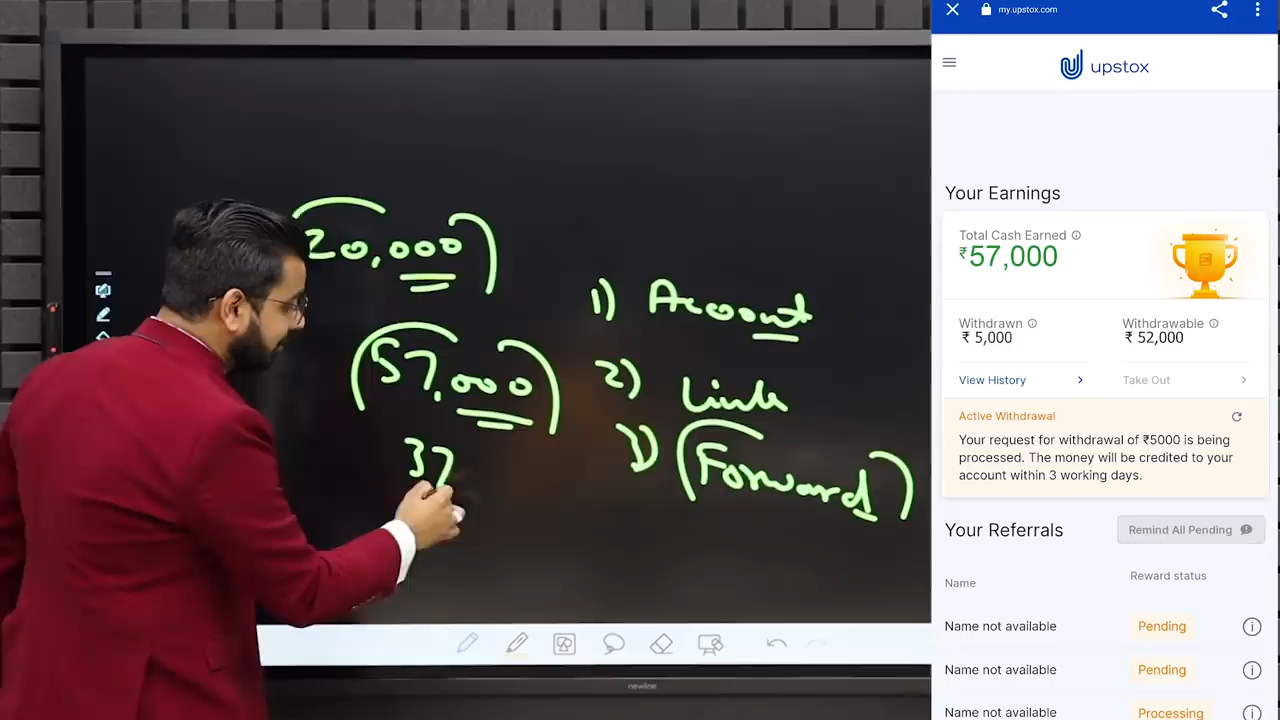 20,000
57,000
37
1) Account
2) Link
3) Forward
newline
my.upstox.com
upstox
Your Earnings
Total Cash Earned
₹57,000
Withdrawn
₹ 5,000
Withdrawable
₹ 52,000
View History
Take Out
Active Withdrawal
Your request for withdrawal of ₹5000 is being
processed. The money will be credited to your
account within 3 working days.
Your Referrals
Remind All Pending
Name
Reward status
Name not available
Pending
Name not available
Pending
Name not available
Processing